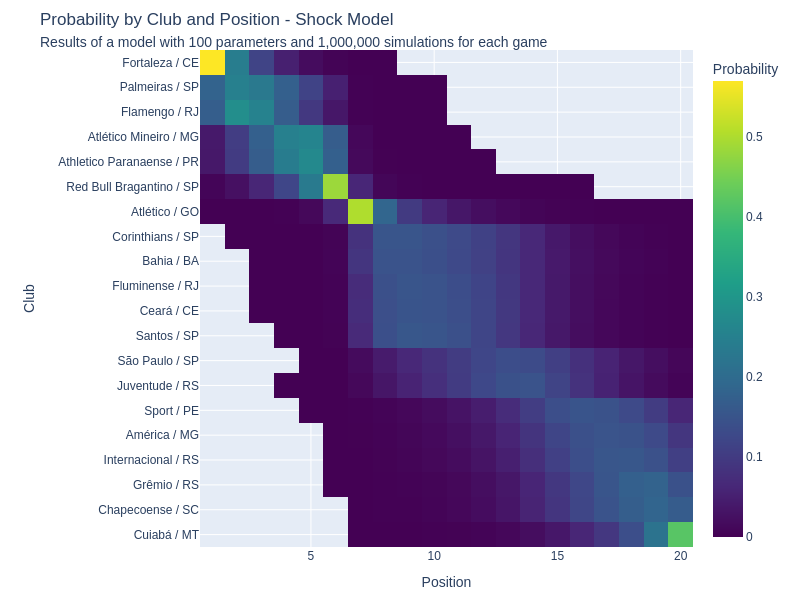 Probability by Club and Position - Shock Model
Results of a model with 100 parameters and 1,000,000 simulations for each game
Probability
Fortaleza / CE
Palmeiras / SP
Flamengo / RJ
Atlético Mineiro / MG
Athletico Paranaense / PR
Red Bull Bragantino / SP
Atlético / GO
Corinthians / SP
Bahia / BA
Fluminense / RJ
Ceará / CE
Santos / SP
São Paulo / SP
Juventude / RS
Sport / PE
América / MG
Internacional / RS
Grêmio / RS
Chapecoense / SC
Cuiabá / MT
Club
5
10
15
20
Position
0.5
0.4
0.3
0.2
0.1
0